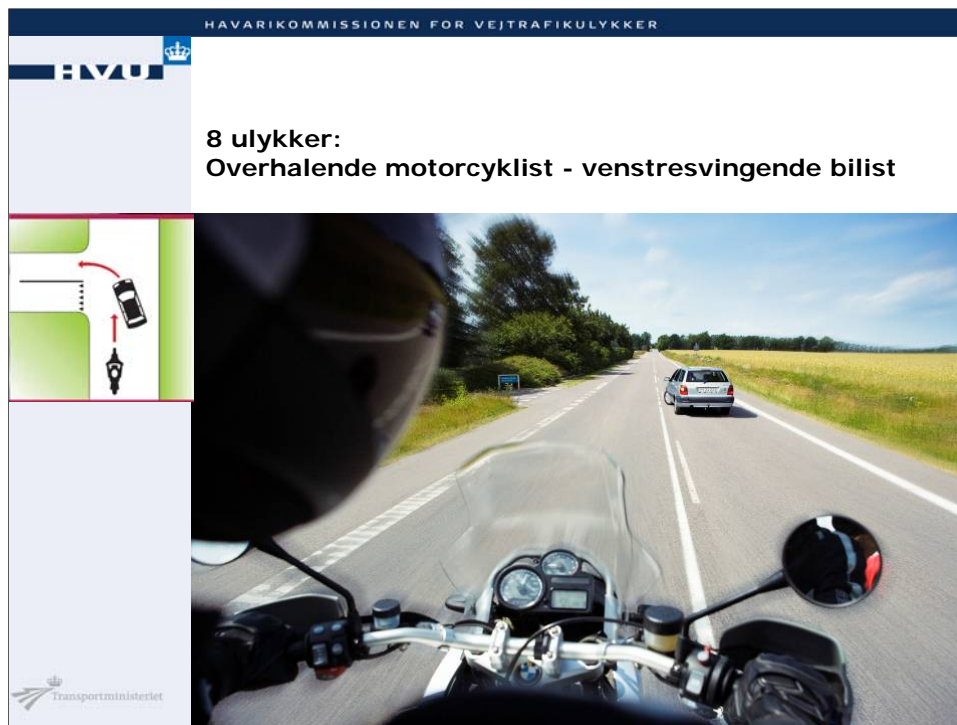 HAVARIKOMMISSIONEN FOR VEJTRAFIKULYKKER
HVU
8 ulykker:
Overhalende motorcyklist - venstresvingende bilist
Transportministeriet